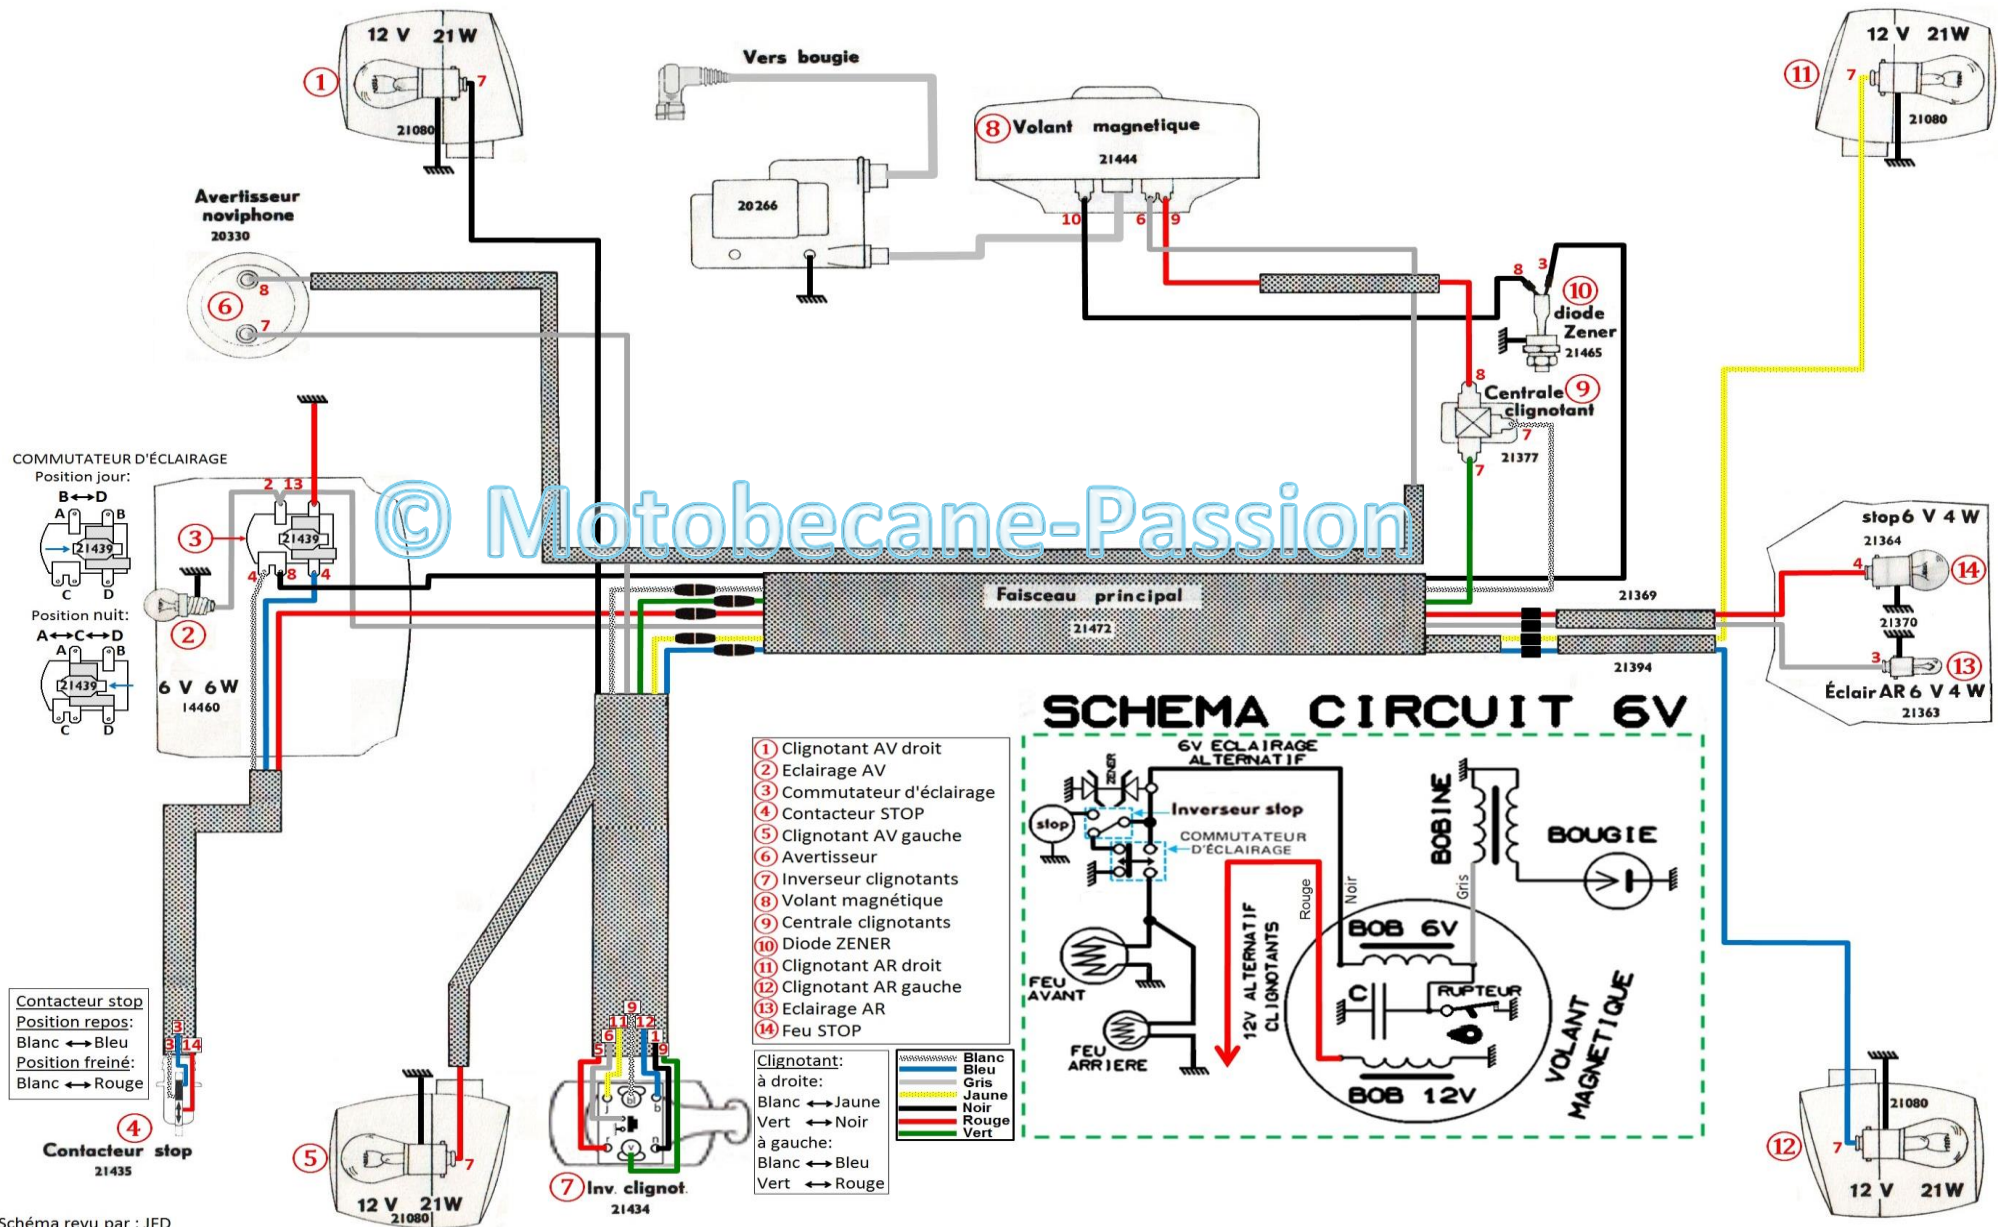 12 V 21W
1
7
21080
Vers bougie
8 Volant magnetique
21444
20266
10
6
9
12 V 21W
11
7
21080
Avertisseur
noviphone
20330
8
6
7
8
3
10
diode
Zener
21465
8
Centrale 9
clignotant
7
21377
7
COMMUTATEUR D'ÉCLAIRAGE
Position jour:
B↔D
A
B
21439
C
D
Position nuit:
A↔C↔D
A
B
21439
C
D
2 13
3
21439
4
8
4
2
6 V 6W
14460
© Motobecane-Passion
Faisceau principal
21472
21369
21394
stop 6 V 4 W
21364
4
14
21370
3
13
Éclair AR 6 V 4 W
21363
SCHEMA CIRCUIT 6V
6V ECLAIRAGE
ALTERNATIF
ZENER
Inverseur stop
stop
COMMUTATEUR
D'ÉCLAIRAGE
BOBINE
BOUGIE
Rouge
Noir
Gris
12V ALTERNATIF
CLIGNOTANTS
BOB 6V
C
RUPTEUR
BOB 12V
VOLANT
MAGNETIQUE
FEU
AVANT
FEU
ARRIERE
1 Clignotant AV droit
2 Eclairage AV
3 Commutateur d'éclairage
4 Contacteur STOP
5 Clignotant AV gauche
6 Avertisseur
7 Inverseur clignotants
8 Volant magnétique
9 Centrale clignotants
10 Diode ZENER
11 Clignotant AR droit
12 Clignotant AR gauche
13 Eclairage AR
14 Feu STOP
Clignotant:
à droite:
Blanc ↔ Jaune
Vert ↔ Noir
à gauche:
Blanc ↔ Bleu
Vert ↔ Rouge
Blanc
Bleu
Gris
Jaune
Noir
Rouge
Vert
Contacteur stop
Position repos:
Blanc ↔ Bleu
Position freiné:
Blanc ↔ Rouge
3
3
14
4
Contacteur stop
21435
5
7
12 V 21W
21080
9
11
12
6
1
5
9
j
bl
b
r
v
n
7 Inv. clignot.
21434
21080
12
7
12 V 21W
Schéma revu par : JFD